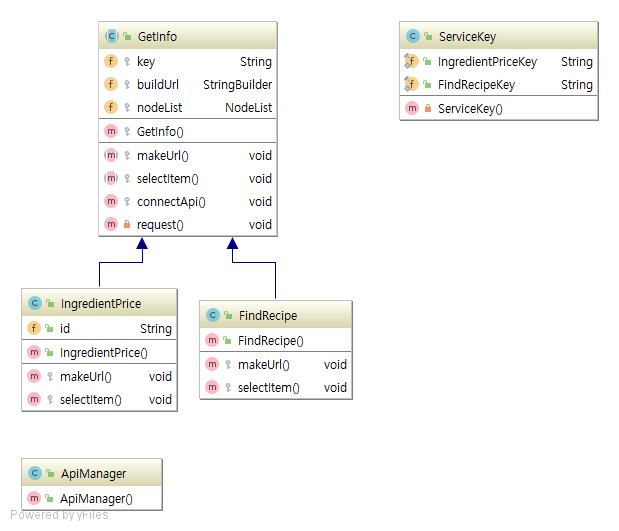 GetInfo
key String
buildUrl StringBuilder
nodeList NodeList
GetInfo()
makeUrl() void
selectItem() void
connectApi() void
request() void
ServiceKey
IngredientPriceKey String
FindRecipeKey String
ServiceKey()
IngredientPrice
id String
IngredientPrice()
makeUrl() void
selectItem() void
FindRecipe
FindRecipe()
makeUrl() void
selectItem() void
ApiManager
ApiManager()
Powered by yFiles